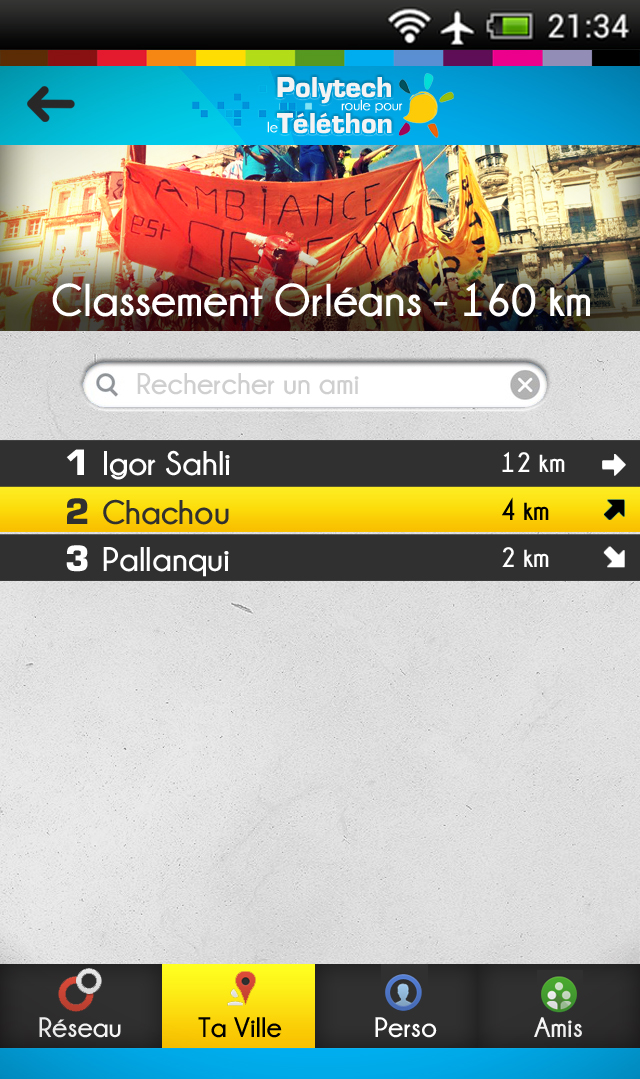 21:34
Polytech
roule pour
le Téléthon
L'AMBIANCE
est ORLEANS
Classement Orléans - 160 km
Rechercher un ami
1 Igor Sahli 12 km
2 Chachou 4 km
3 Pallanqui 2 km
Réseau Ta Ville Perso Amis